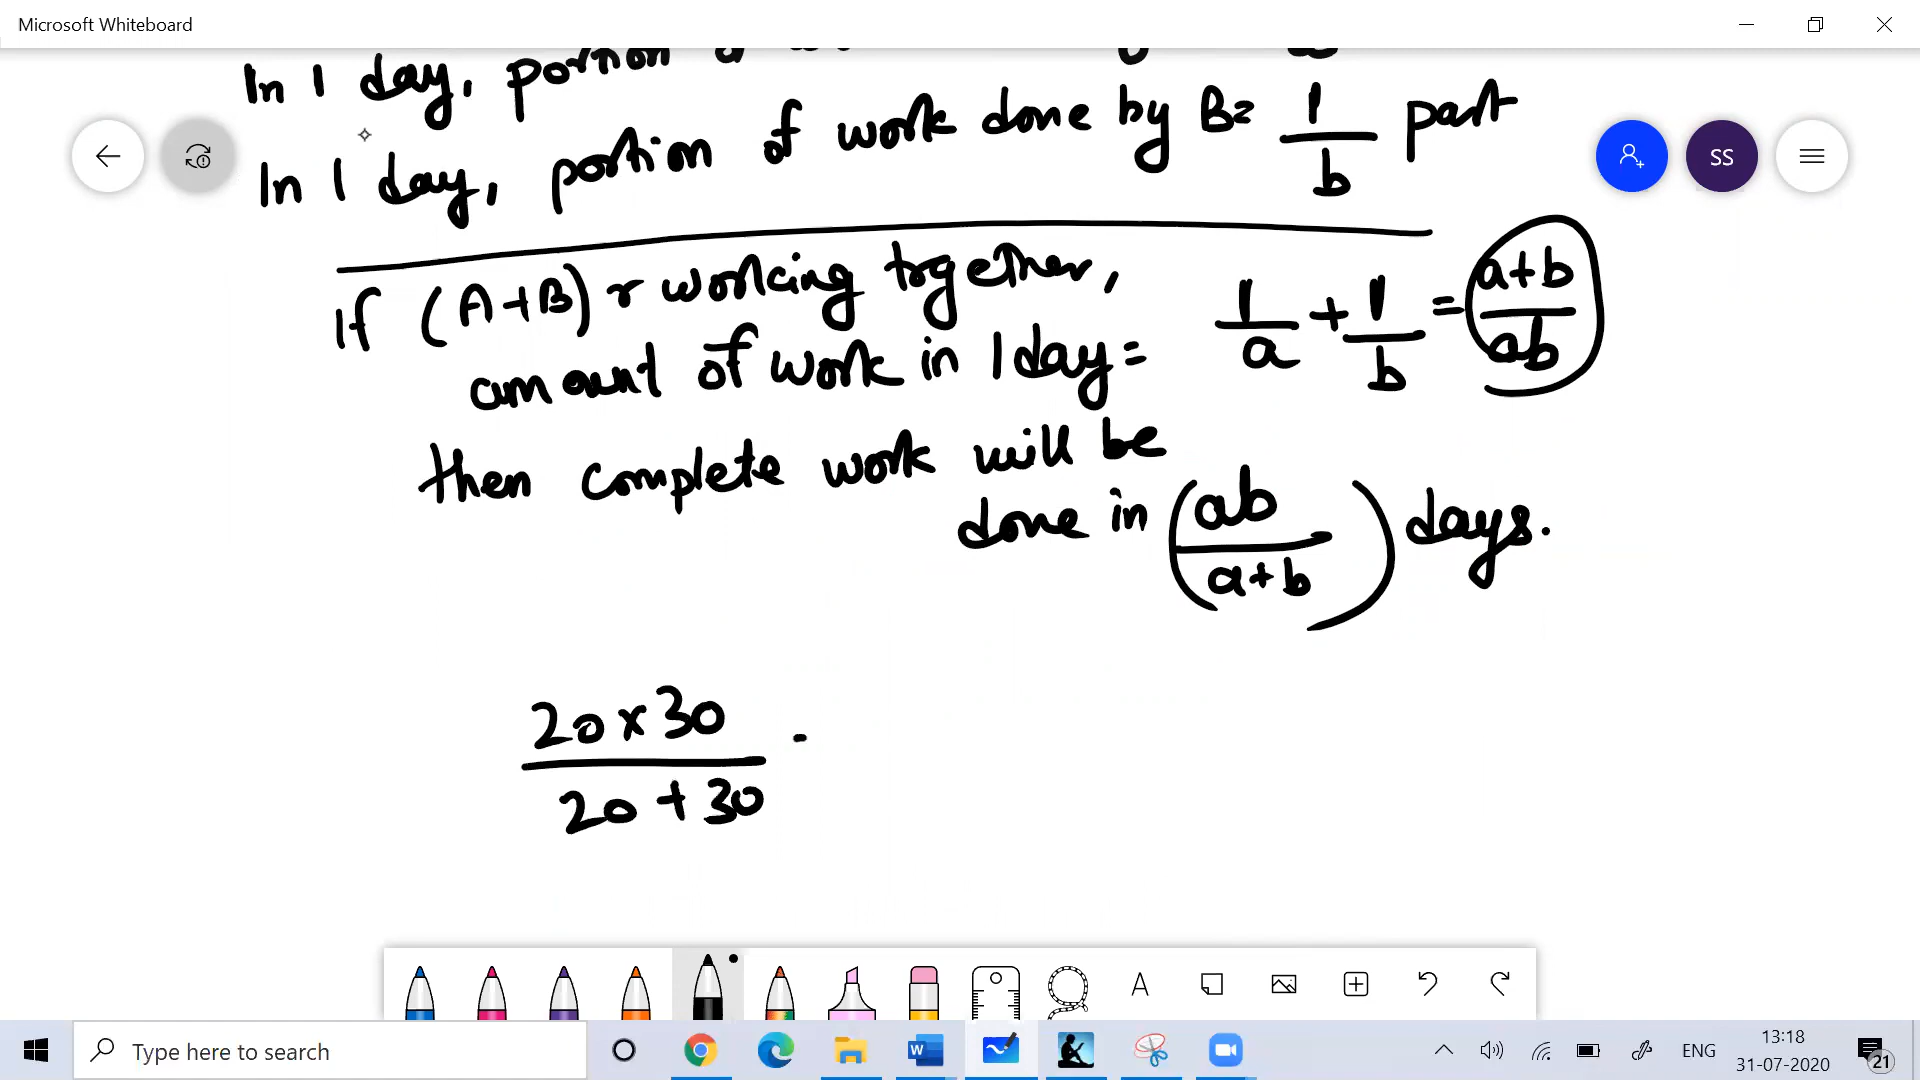 Microsoft Whiteboard
In 1 day, portion
In 1 day, portion of work done by B= 1/b part
SS
If (A+B) r working together,
amount of work in 1 day = 1/a + 1/b = a+b/ab
then complete work will be
done in (ab/a+b) days.
20 x 30 / 20 + 30 -
Type here to search
ENG
13:18
31-07-2020
21